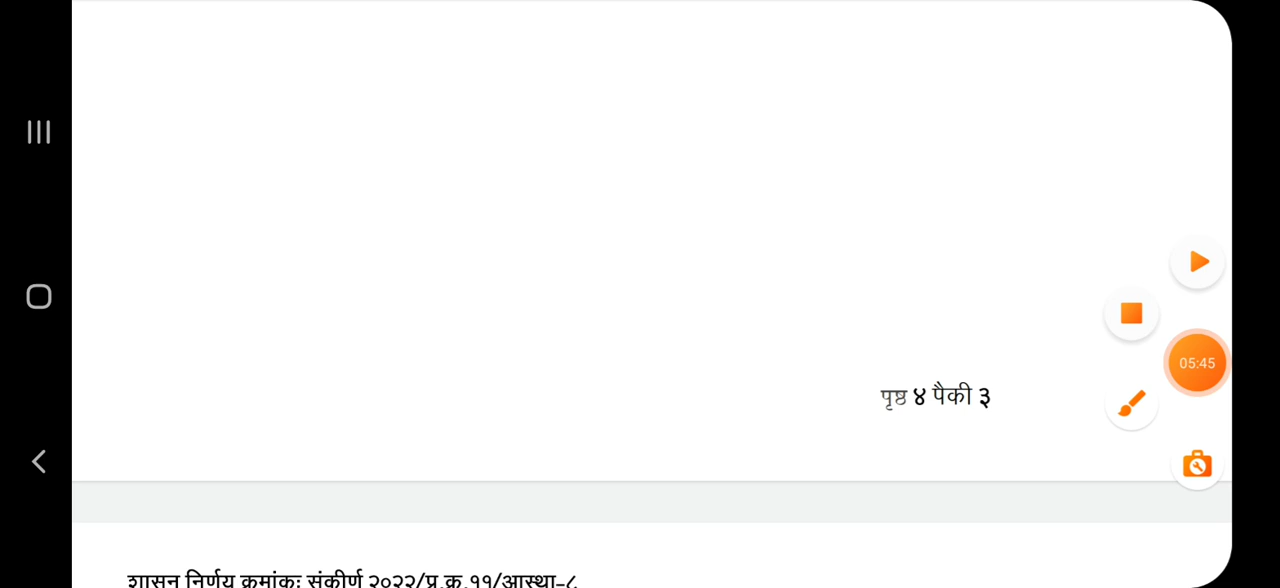 05:45
पृष्ठ ४ पैकी ३
शासन निर्णय क्रमांकः संकीर्ण २०२२/प्र.क्र.११/आस्था-८